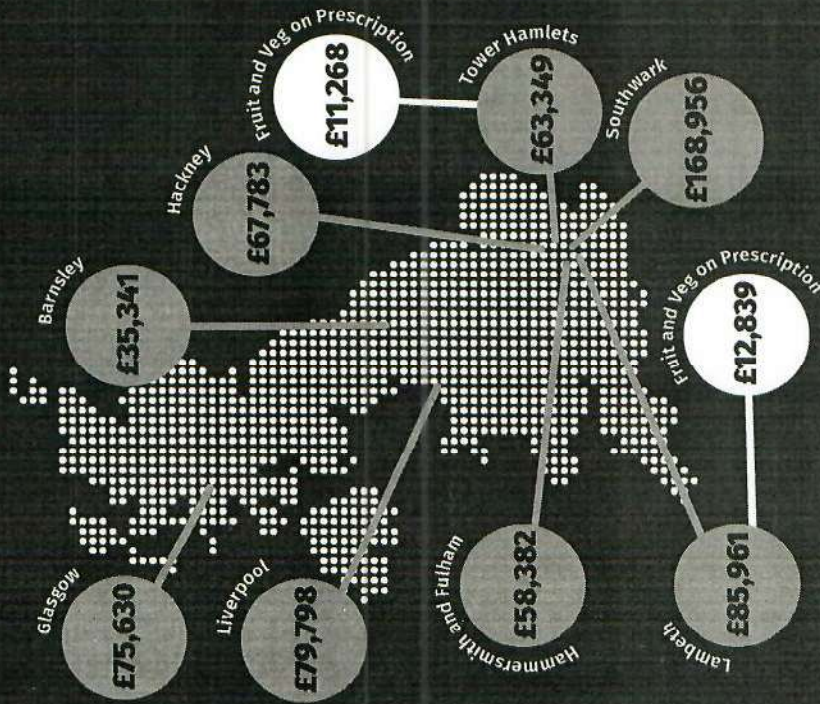 Glasgow
£75,630
Barnsley
£35,341
Hackney
£67,783
Fruit and Veg on Prescription
£11,268
Liverpool
£79,798
Tower Hamlets
£63,349
Hammersmith and Fulham
£58,382
Southwark
£168,956
Lambeth
£85,961
Fruit and Veg on Prescription
£12,839